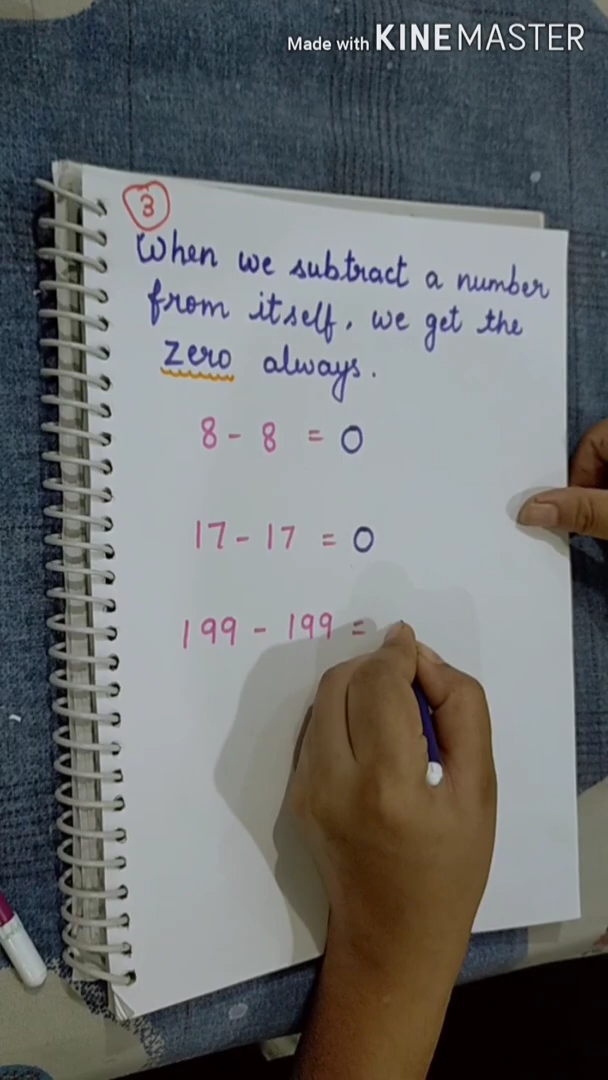 Made with KINEMASTER
3
When we subtract a number
from itself, we get the
zero always.
8 - 8 = 0
17 - 17 = 0
199 - 199 =